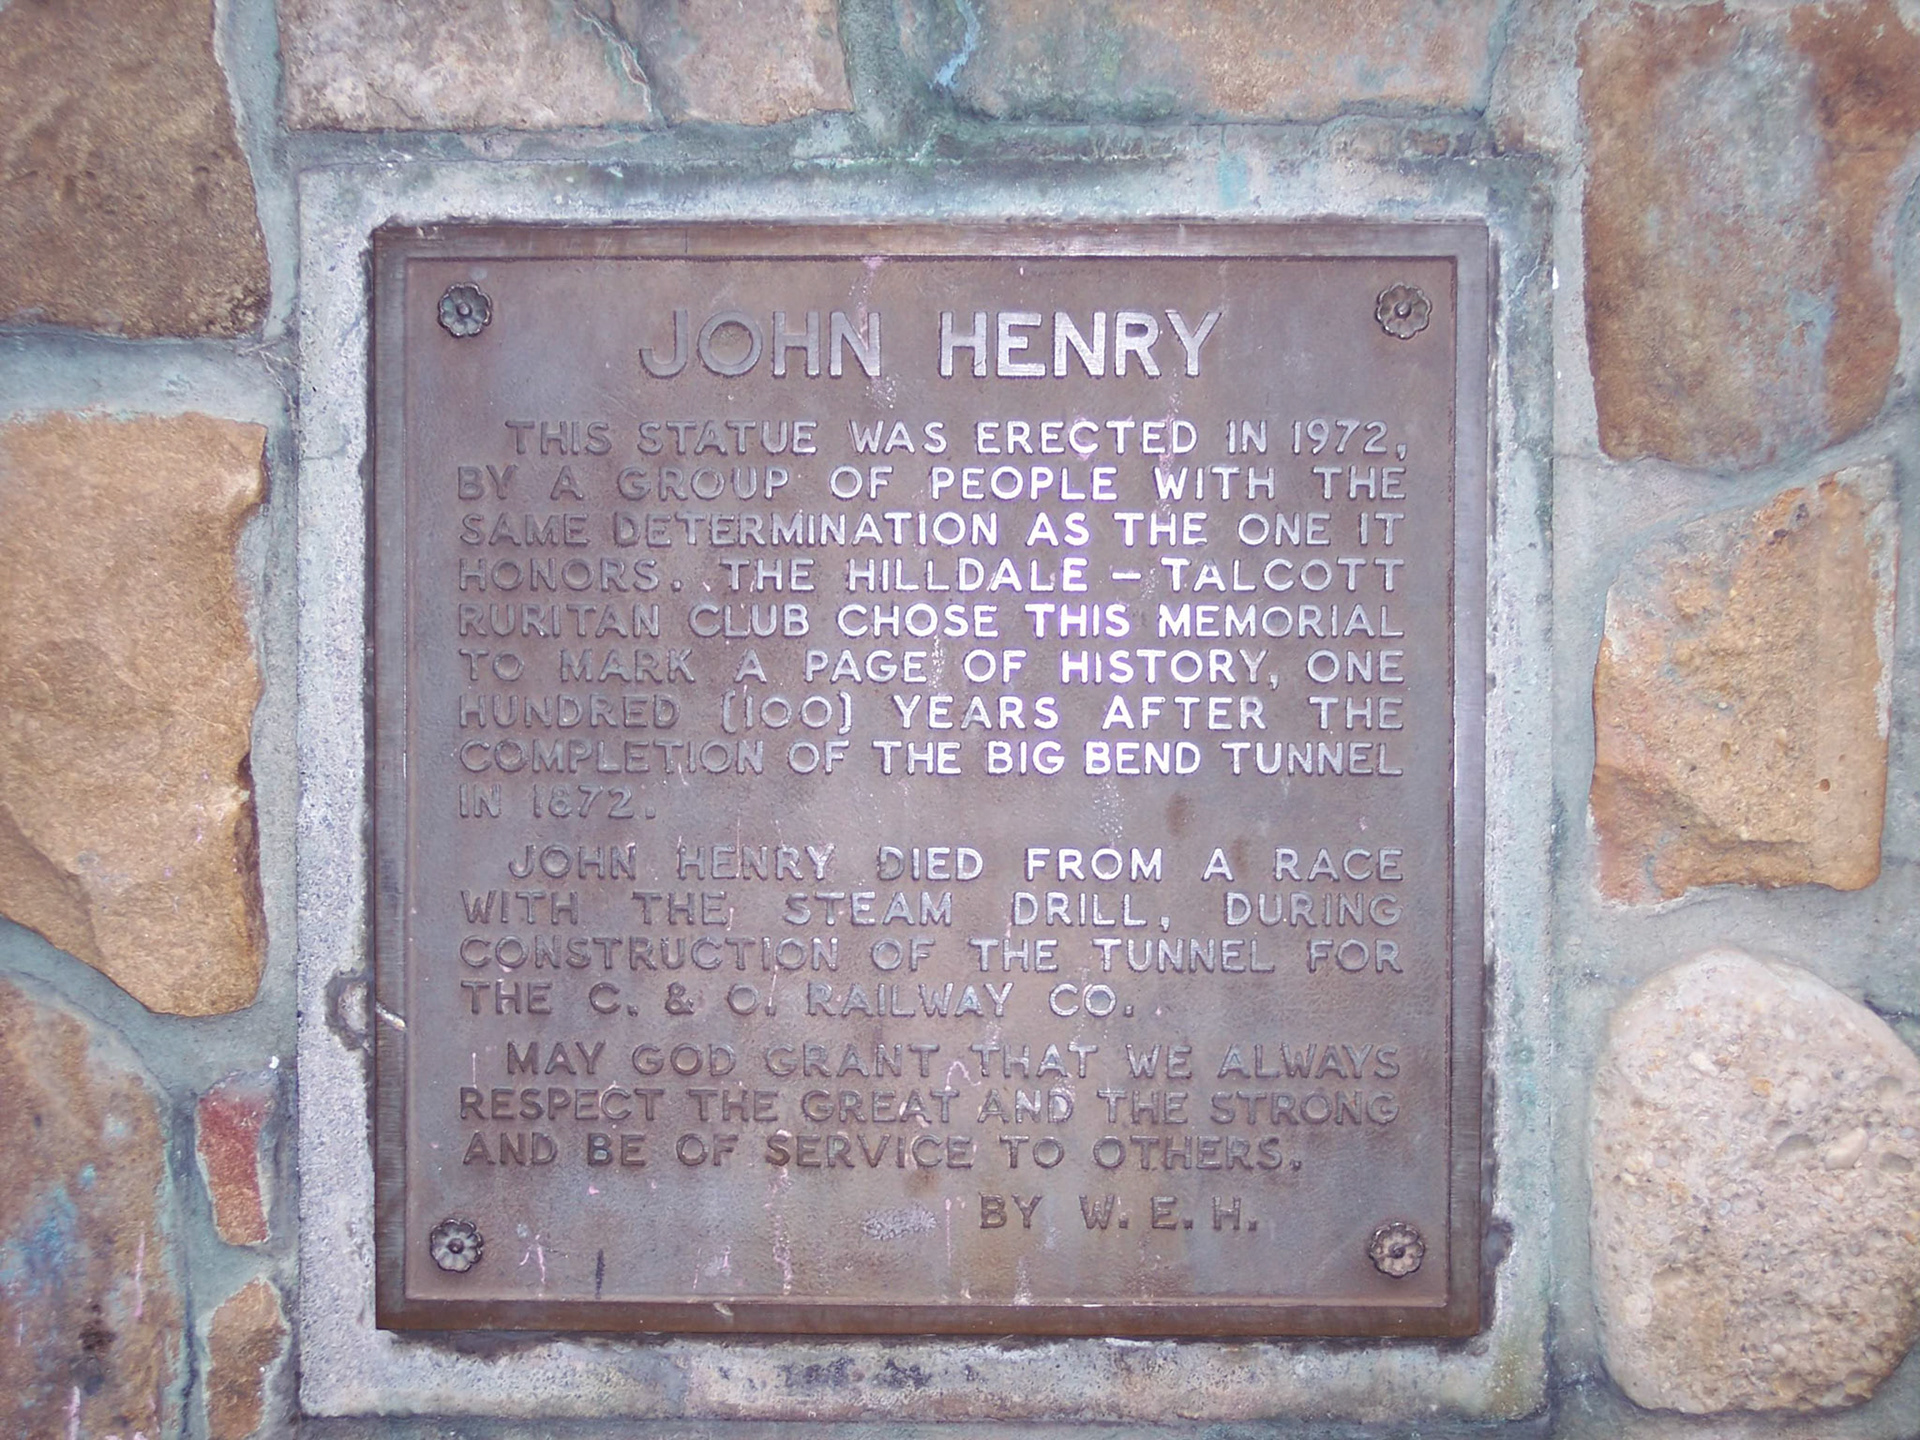 JOHN HENRY
THIS STATUE WAS ERECTED IN 1972,
BY A GROUP OF PEOPLE WITH THE
SAME DETERMINATION AS THE ONE IT
HONORS. THE HILLDALE – TALCOTT
RURITAN CLUB CHOSE THIS MEMORIAL
TO MARK A PAGE OF HISTORY, ONE
HUNDRED (100) YEARS AFTER THE
COMPLETION OF THE BIG BEND TUNNEL
IN 1872.
JOHN HENRY DIED FROM A RACE
WITH THE STEAM DRILL, DURING
CONSTRUCTION OF THE TUNNEL FOR
THE C. & O. RAILWAY CO.
MAY GOD GRANT THAT WE ALWAYS
RESPECT THE GREAT AND THE STRONG
AND BE OF SERVICE TO OTHERS.
BY W. E. H.